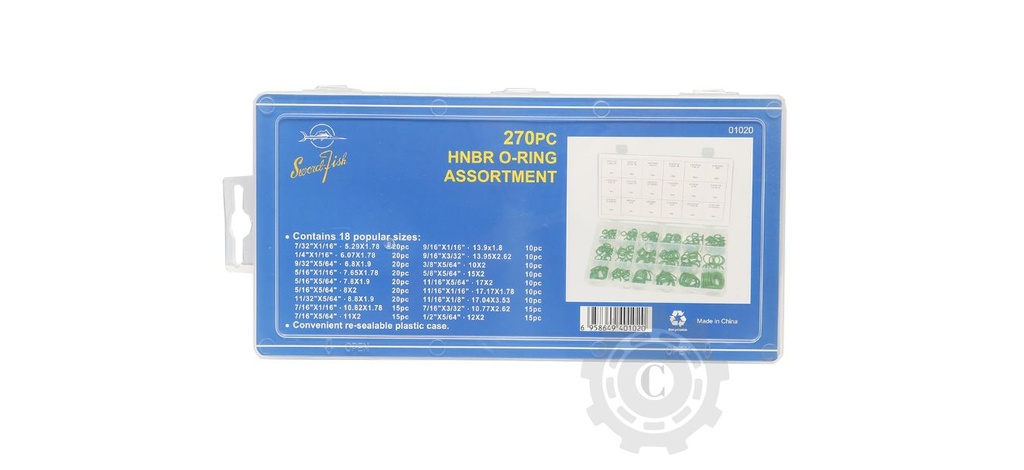 01020
Sword Fish
270PC
HNBR O-RING
ASSORTMENT
• Contains 18 popular sizes:
7/32"X1/16" · 5.29X1.78 20pc 9/16"X1/16" · 13.9x1.8 10pc
1/4"X1/16" · 6.07X1.78 20pc 9/16"X3/32" · 13.95X2.62 10pc
9/32"X5/64" · 6.8X1.9 20pc 3/8"X5/64" · 10X2 10pc
5/16"X1/16" · 7.65X1.78 20pc 5/8"X5/64" · 15X2 10pc
5/16"X5/64" · 7.8X1.9 20pc 11/16"X5/64" · 17X2 10pc
5/16"X5/64" · 8X2 20pc 11/16"X1/16" · 17.17X1.78 10pc
11/32"X5/64" · 8.8X1.9 20pc 11/16"X1/8" · 17.04X3.53 10pc
7/16"X1/16" · 10.82X1.78 15pc 7/16"X3/32" · 10.77X2.62 15pc
7/16"X5/64" · 11X2 15pc 1/2"X5/64" · 12X2 15pc
• Convenient re-sealable plastic case.
6 958649 401020
Made in China
OPEN
C